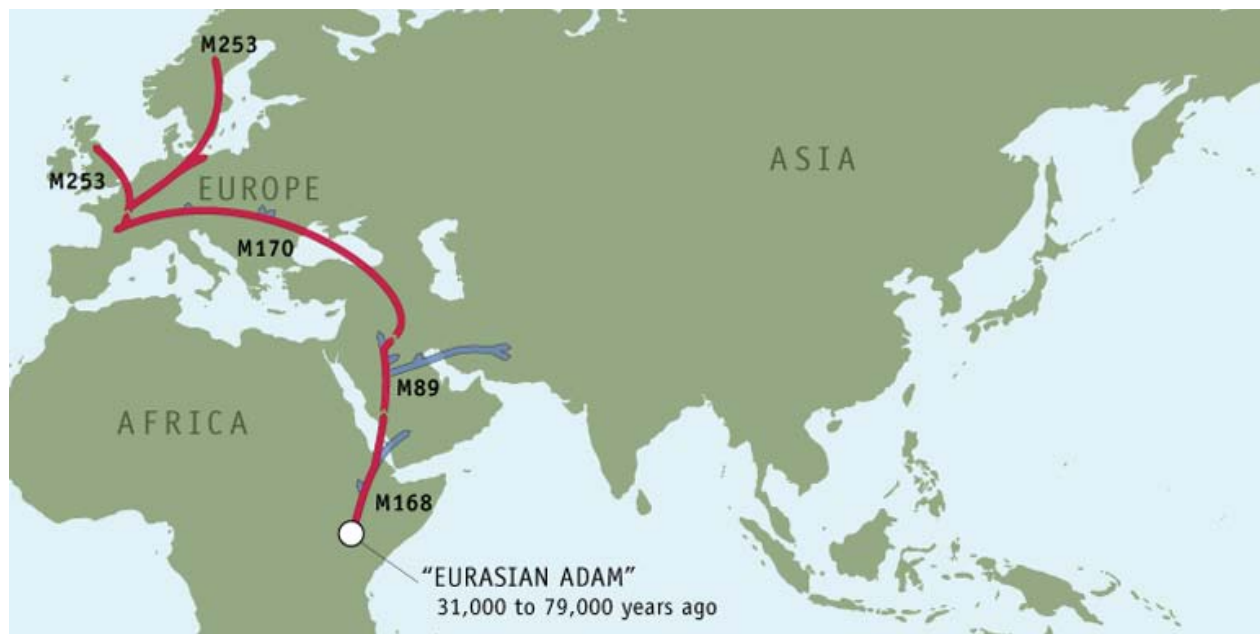 M253
M253
EUROPE
ASIA
M170
M89
AFRICA
M168
“EURASIAN ADAM”
31,000 to 79,000 years ago